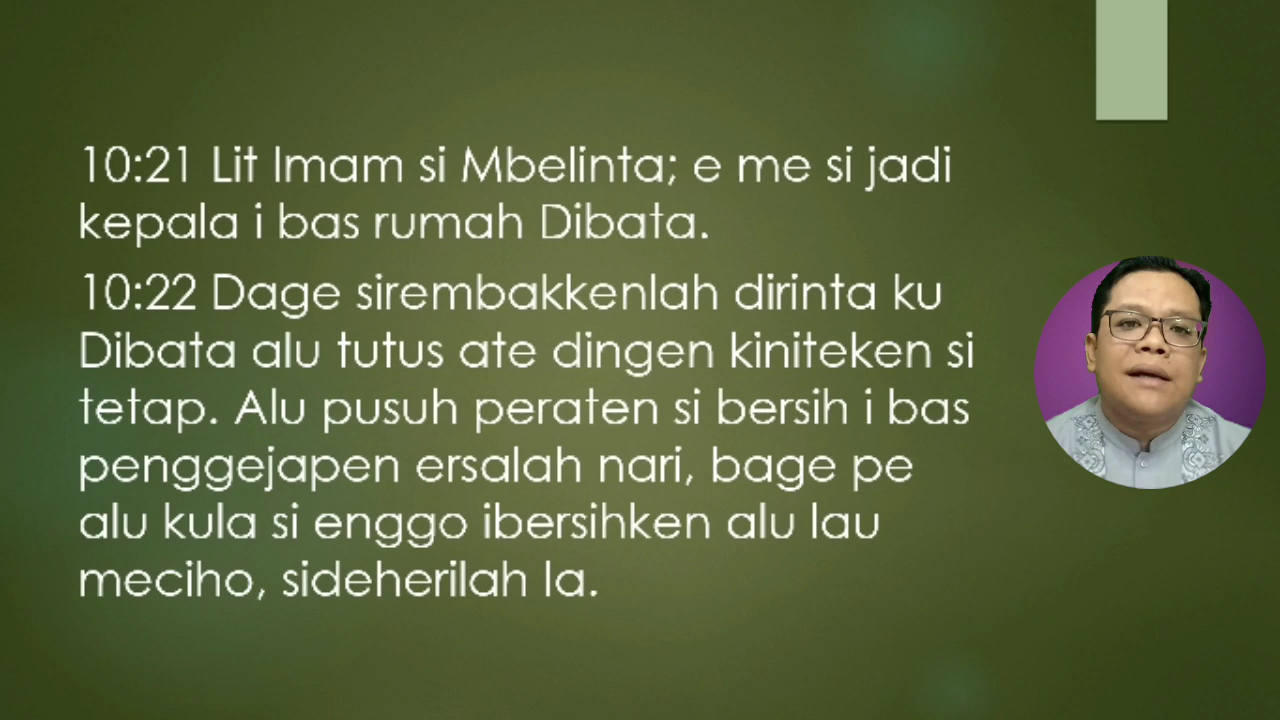 10:21 Lit Imam si Mbelinta; e me si jadi
kepala i bas rumah Dibata.
10:22 Dage sirembakkenlah dirinta ku
Dibata alu tutus ate dingen kiniteken si
tetap. Alu pusuh peraten si bersih i bas
penggejapen ersalah nari, bage pe
alu kula si enggo ibersihken alu lau
meciho, sideherilah Ia.